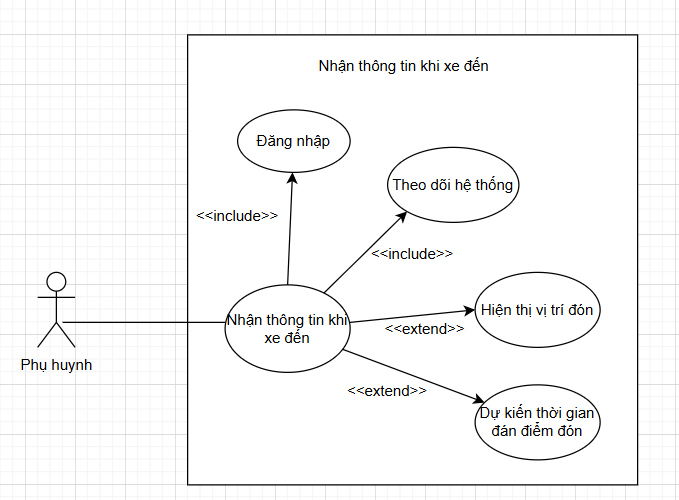 Nhận thông tin khi xe đến
Đăng nhập
Theo dõi hệ thống
<<include>>
<<include>>
Hiện thị vị trí đón
Nhận thông tin khi
xe đến
<<extend>>
Phụ huynh
<<extend>>
Dự kiến thời gian
đán điểm đón